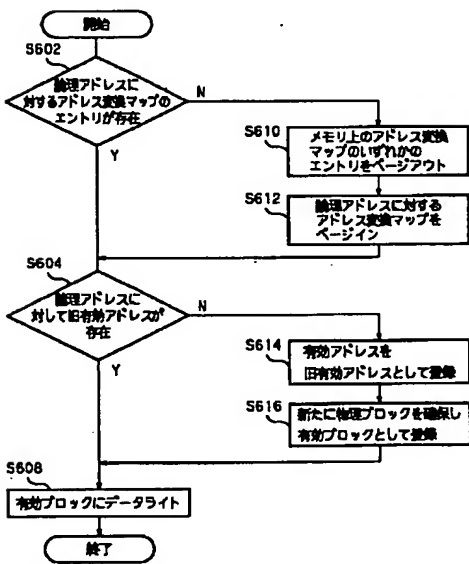 開始
S602
論理アドレスに
対するアドレス変換マップの
エントリが存在
N
Y
S610
メモリ上のアドレス変換
マップのいずれかの
エントリをページアウト
S612
論理アドレスに対する
アドレス変換マップを
ページイン
S604
論理アドレスに
対して旧有効アドレスが
存在
N
Y
S614
有効アドレスを
旧有効アドレスとして登録
S616
新たに物理ブロックを確保し
有効ブロックとして登録
S608
有効ブロックにデータライト
終了